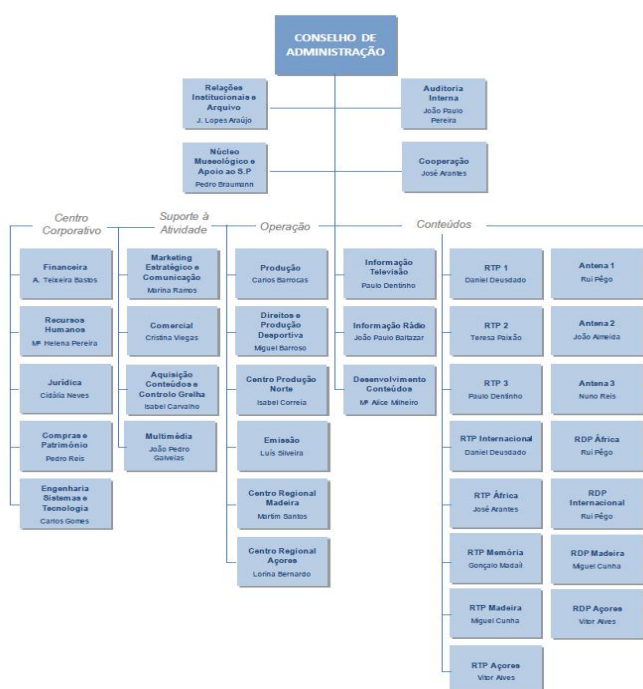 CONSELHO DE
ADMINISTRAÇÃO
Relações
Institucionais e
Arquivo
J. Lopes Araújo
Auditoria
Interna
João Paulo
Pereira
Núcleo
Museológico e
Apoio ao S.P
Pedro Braumann
Cooperação
José Arantes
Centro
Corporativo
Financeira
A. Teixeira Bastos
Recursos
Humanos
Mª Helena Pereira
Jurídica
Cidália Neves
Compras e
Património
Pedro Reis
Engenharia
Sistemas e
Tecnologia
Carlos Gomes
Suporte à
Atividade
Marketing
Estratégico e
Comunicação
Marina Ramos
Comercial
Cristina Viegas
Aquisição
Conteúdos e
Controlo Grelha
Isabel Carvalho
Multimédia
João Pedro
Galveias
Operação
Produção
Carlos Barrocas
Direitos e
Produção
Desportiva
Miguel Barroso
Centro Produção
Norte
Isabel Correia
Emissão
Luís Silveira
Centro Regional
Madeira
Martim Santos
Centro Regional
Açores
Lorina Bernardo
Conteúdos
Informação
Televisão
Paulo Dentinho
Informação Rádio
João Paulo Baltazar
Desenvolvimento
Conteúdos
Mª Alice Milheiro
RTP 1
Daniel Deusdado
RTP 2
Teresa Paixão
RTP 3
Paulo Dentinho
RTP Internacional
Daniel Deusdado
RTP África
José Arantes
RTP Memória
Gonçalo Madaíl
RTP Madeira
Miguel Cunha
RTP Açores
Vitor Alves
Antena 1
Rui Pêgo
Antena 2
João Almeida
Antena 3
Nuno Reis
RDP África
Rui Pêgo
RDP
Internacional
Rui Pêgo
RDP Madeira
Miguel Cunha
RDP Açores
Vitor Alves